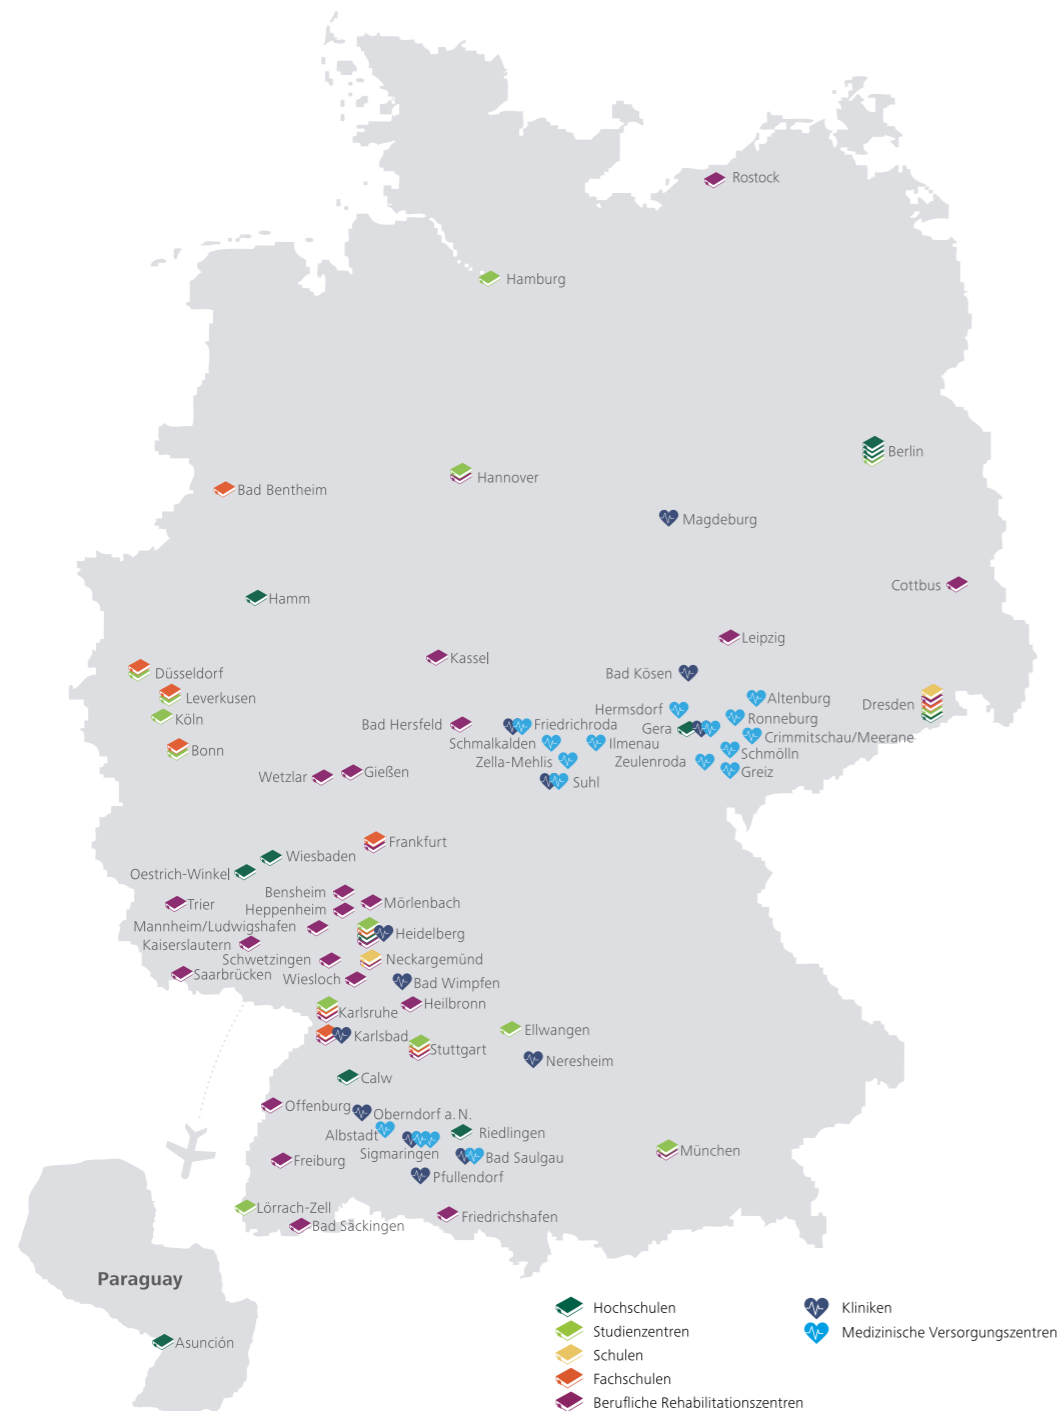 Rostock
Hamburg
Berlin
Hannover
Bad Bentheim
Magdeburg
Cottbus
Hamm
Leipzig
Kassel
Düsseldorf
Bad Kösen
Leverkusen
Altenburg
Dresden
Hermsdorf
Köln
Ronneburg
Bad Hersfeld
Friedrichroda
Gera
Crimmitschau/Meerane
Schmalkalden
Ilmenau
Bonn
Schmölln
Zella-Mehlis
Zeulenroda
Greiz
Gießen
Wetzlar
Suhl
Frankfurt
Wiesbaden
Oestrich-Winkel
Bensheim
Mörlenbach
Trier
Heppenheim
Mannheim/Ludwigshafen
Heidelberg
Kaiserslautern
Schwetzingen
Neckargemünd
Saarbrücken
Wiesloch
Bad Wimpfen
Heilbronn
Karlsruhe
Ellwangen
Karlsbad
Stuttgart
Neresheim
Calw
Offenburg
Oberndorf a. N.
Albstadt
Riedlingen
Sigmaringen
München
Bad Saulgau
Freiburg
Pfullendorf
Lörrach-Zell
Friedrichshafen
Bad Säckingen
Paraguay
Asunción
Hochschulen
Studienzentren
Schulen
Fachschulen
Berufliche Rehabilitationszentren
Kliniken
Medizinische Versorgungszentren